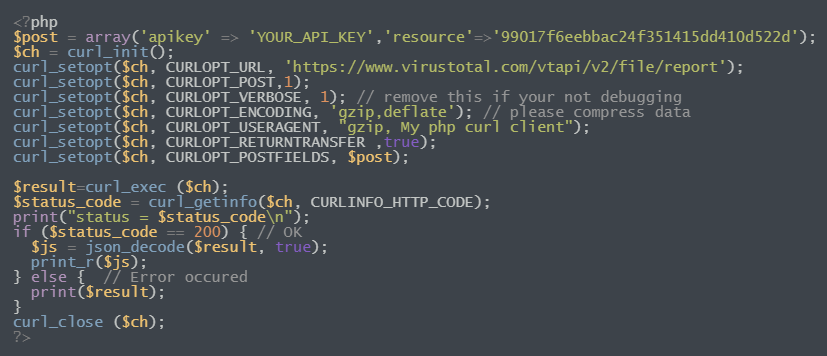 <?php
$post = array('apikey' => 'YOUR_API_KEY','resource'=>'99017f6eebbac24f351415dd410d522d');
$ch = curl_init();
curl_setopt($ch, CURLOPT_URL, 'https://www.virustotal.com/vtapi/v2/file/report');
curl_setopt($ch, CURLOPT_POST,1);
curl_setopt($ch, CURLOPT_VERBOSE, 1); // remove this if your not debugging
curl_setopt($ch, CURLOPT_ENCODING, 'gzip,deflate'); // please compress data
curl_setopt($ch, CURLOPT_USERAGENT, "gzip, My php curl client");
curl_setopt($ch, CURLOPT_RETURNTRANSFER ,true);
curl_setopt($ch, CURLOPT_POSTFIELDS, $post);

$result=curl_exec ($ch);
$status_code = curl_getinfo($ch, CURLINFO_HTTP_CODE);
print("status = $status_code\n");
if ($status_code == 200) { // OK
  $js = json_decode($result, true);
  print_r($js);
} else {  // Error occured
  print($result);
}
curl_close ($ch);
?>